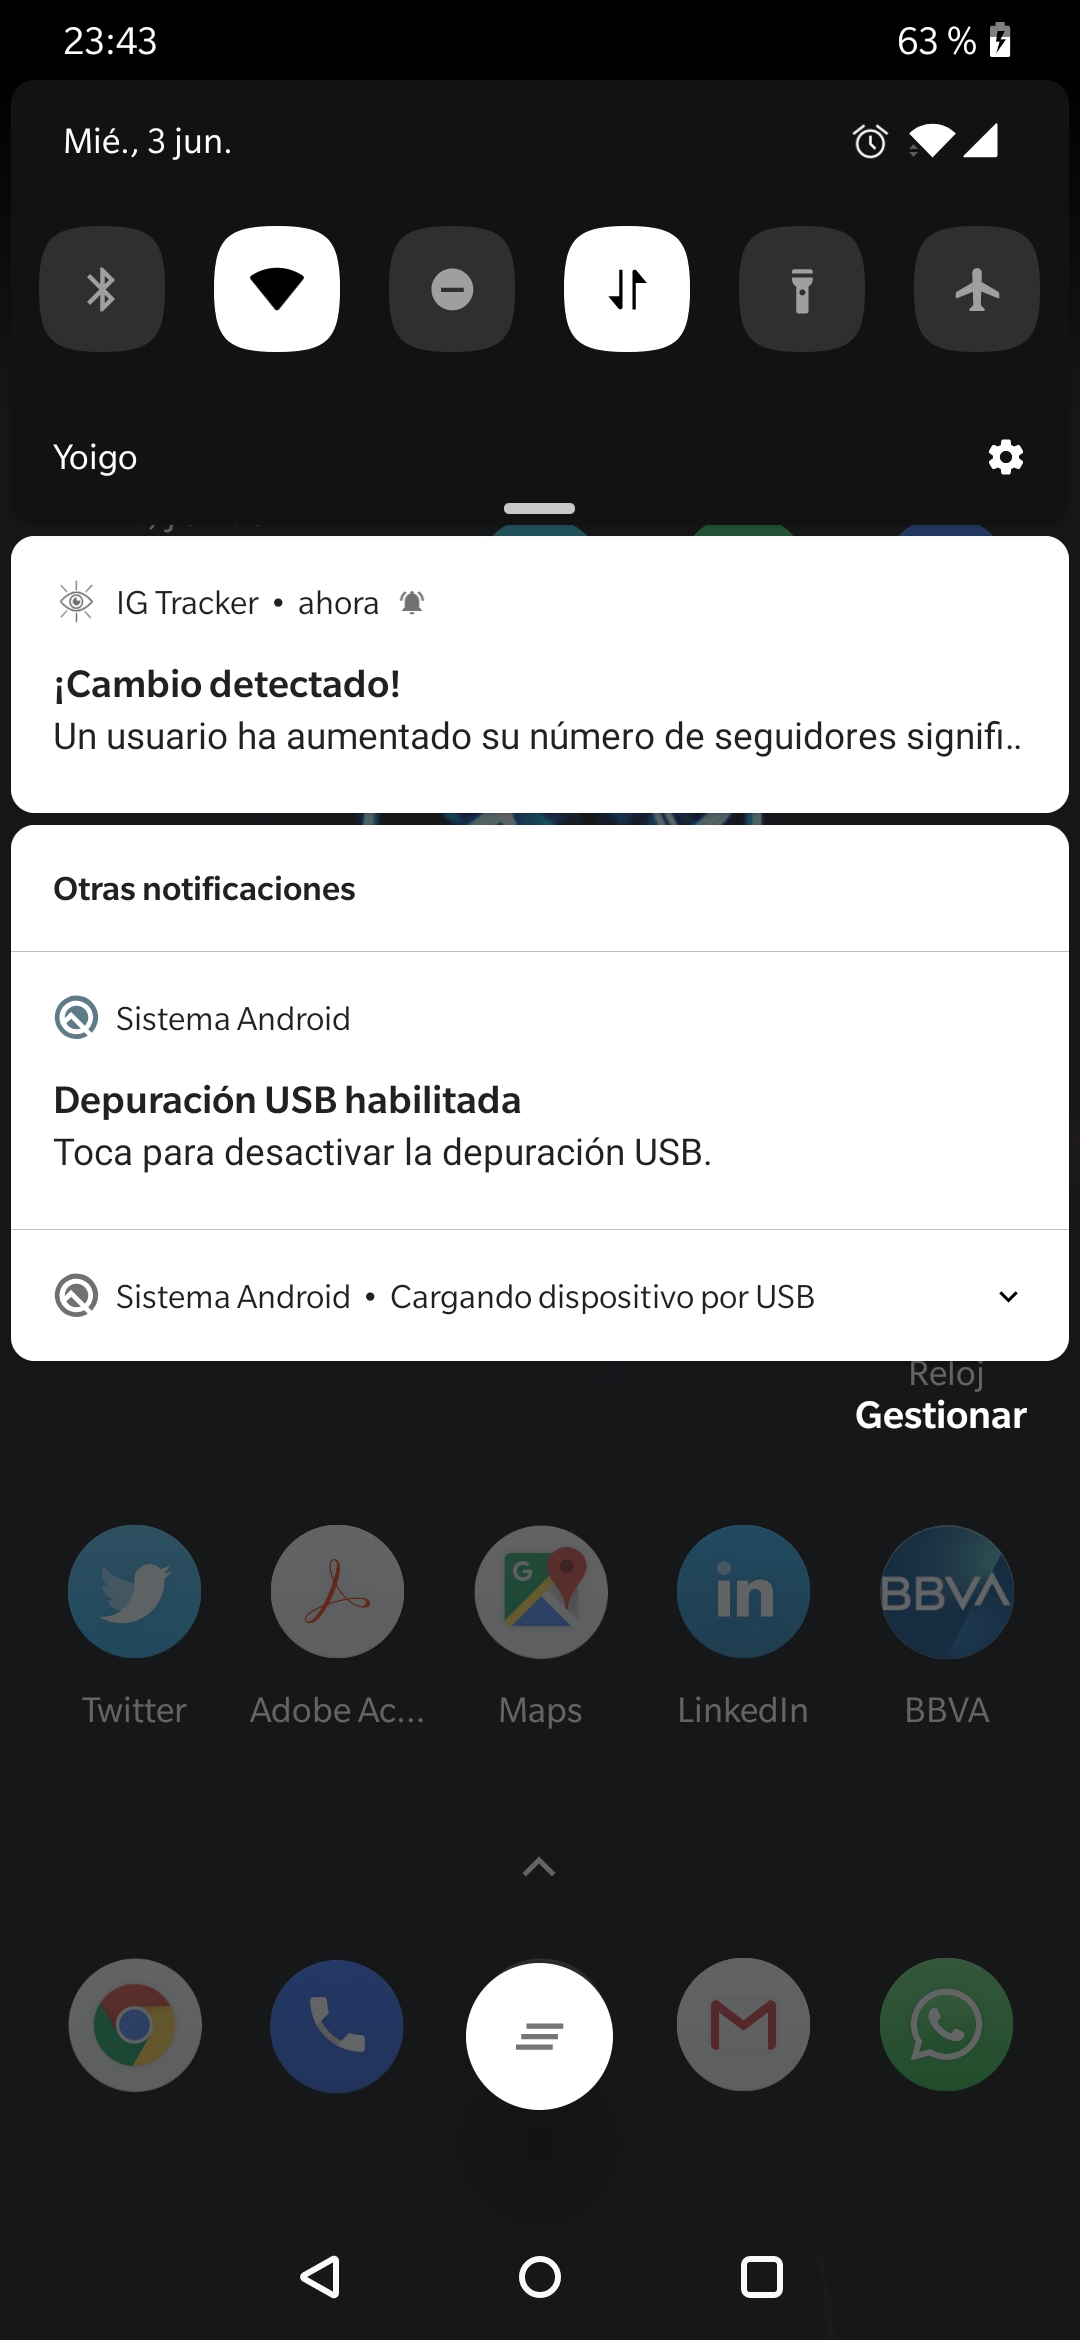 23:43
63 %
Mié., 3 jun.
Yoigo
IG Tracker • ahora
¡Cambio detectado!
Un usuario ha aumentado su número de seguidores signifi..
Otras notificaciones
Sistema Android
Depuración USB habilitada
Toca para desactivar la depuración USB.
Sistema Android • Cargando dispositivo por USB
Reloj
Gestionar
G
in
BBVA
Twitter
Adobe Ac...
Maps
LinkedIn
BBVA